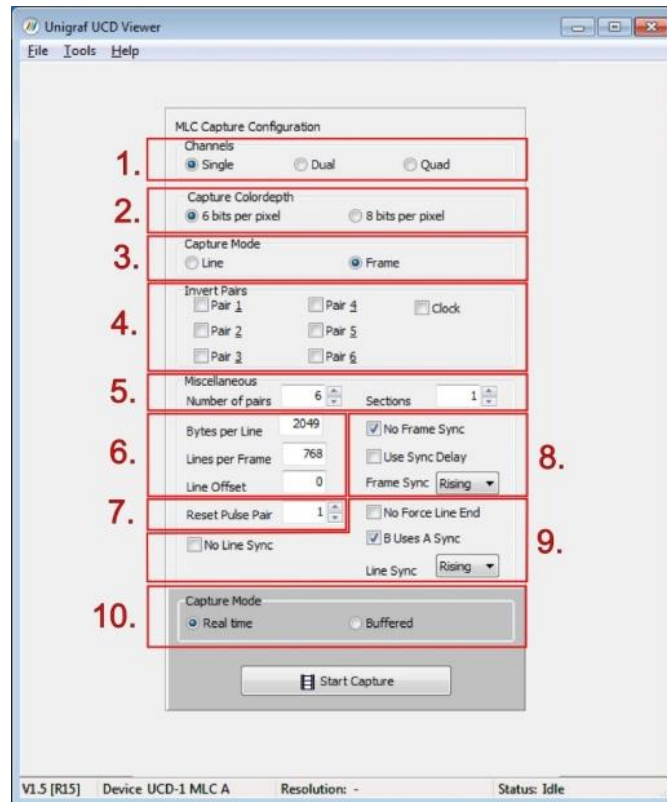 Unigraf UCD Viewer
File Tools Help
MLC Capture Configuration
1.
Channels
Single Dual Quad
2.
Capture Colordepth
6 bits per pixel 8 bits per pixel
3.
Capture Mode
Line Frame
4.
Invert Pairs
Pair 1 Pair 4 Clock
Pair 2 Pair 5
Pair 3 Pair 6
5.
Miscellaneous
Number of pairs 6 Sections 1
6.
Bytes per Line 2049
Lines per Frame 768
Line Offset 0
8.
No Frame Sync
Use Sync Delay
Frame Sync Rising
7.
Reset Pulse Pair 1
9.
No Force Line End
No Line Sync
B Uses A Sync
Line Sync Rising
10.
Capture Mode
Real time Buffered
Start Capture
V1.5 [R15] Device UCD-1 MLC A Resolution: - Status: Idle